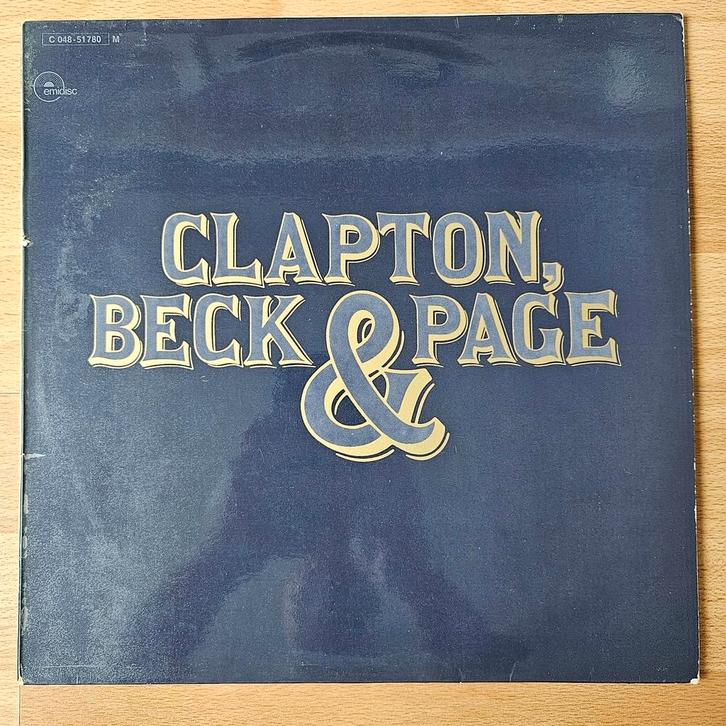 C 048-51780 M
emidisc
CLAPTON,
BECK & PAGE